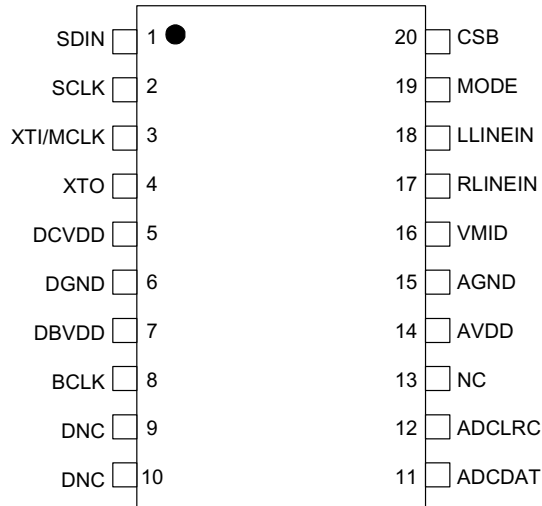 SDIN 1 20 CSB
SCLK 2 19 MODE
XTI/MCLK 3 18 LLINEIN
XTO 4 17 RLINEIN
DCVDD 5 16 VMID
DGND 6 15 AGND
DBVDD 7 14 AVDD
BCLK 8 13 NC
DNC 9 12 ADCLRC
DNC 10 11 ADCDAT